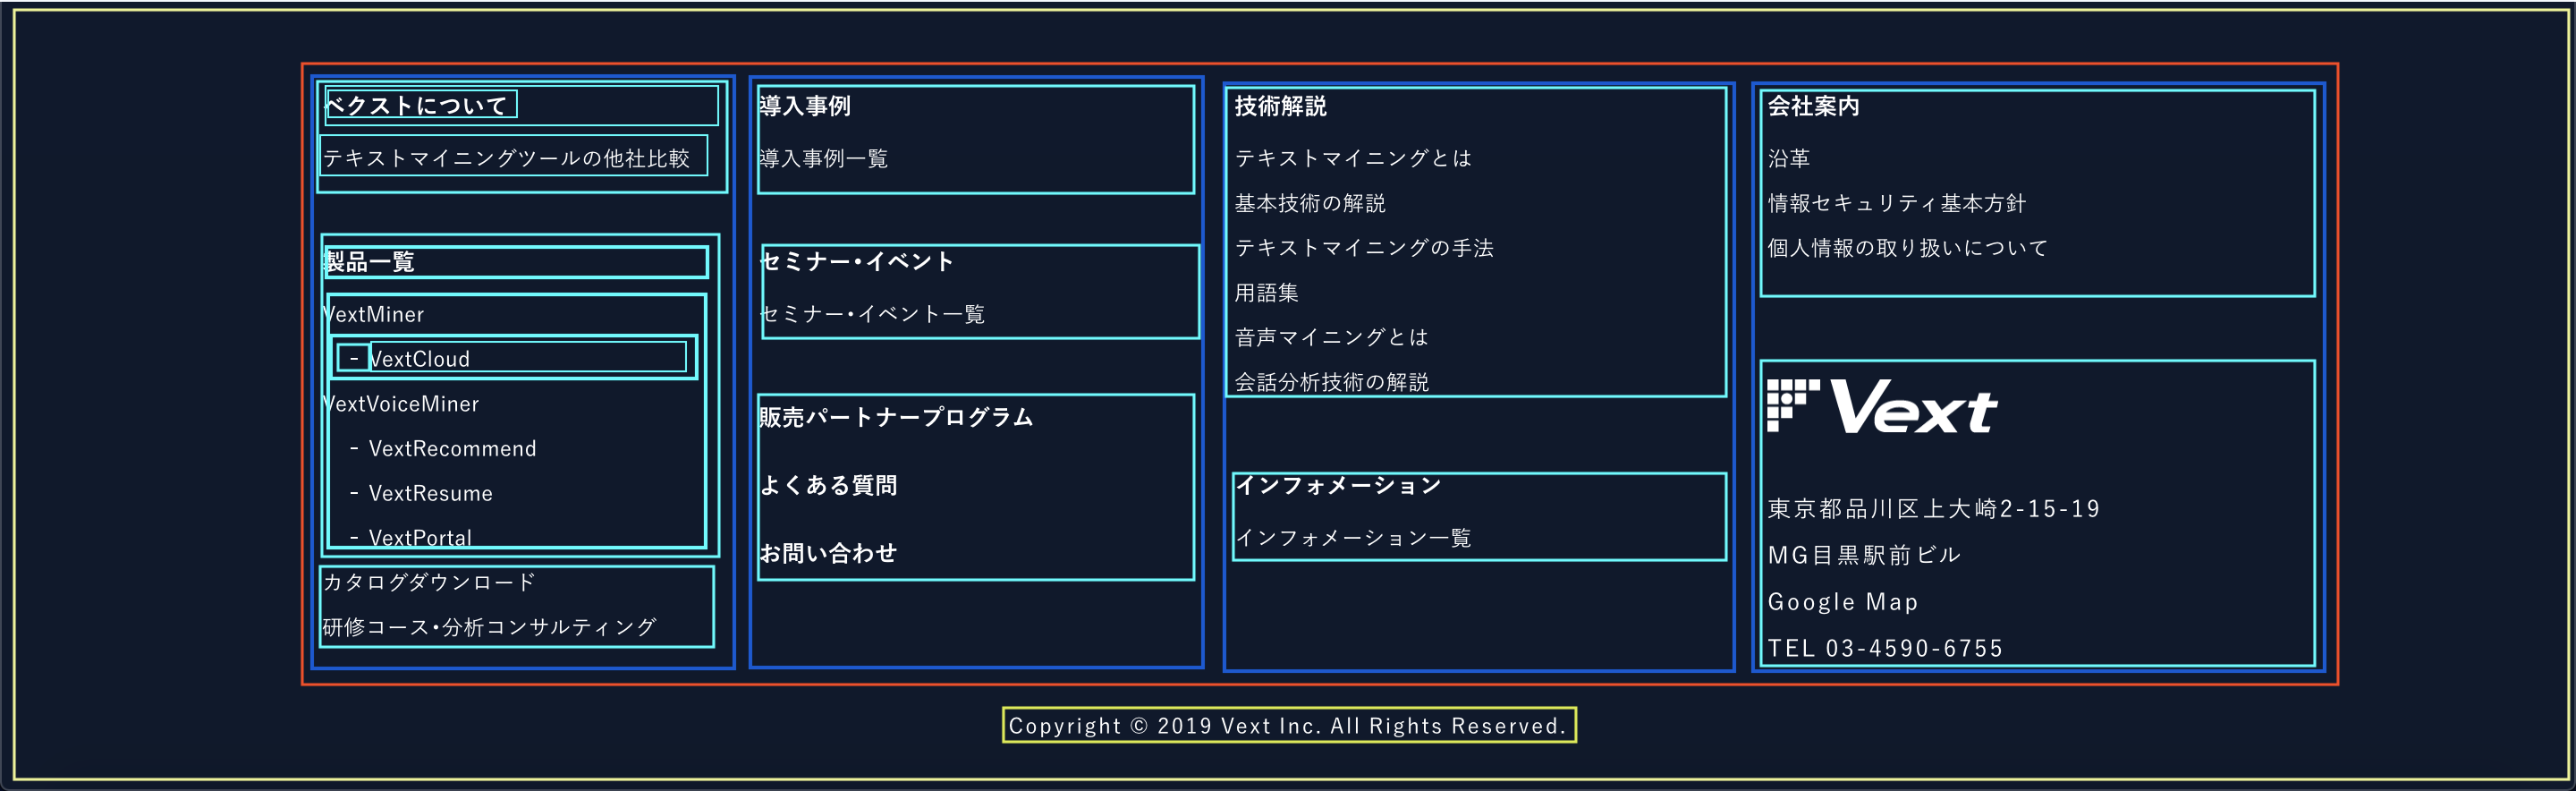 ベクストについて
テキストマイニングツールの他社比較
製品一覧
VextMiner
- VextCloud
VextVoiceMiner
- VextRecommend
- VextResume
- VextPortal
カタログダウンロード
研修コース・分析コンサルティング
導入事例
導入事例一覧
セミナー・イベント
セミナー・イベント一覧
販売パートナープログラム
よくある質問
お問い合わせ
技術解説
テキストマイニングとは
基本技術の解説
テキストマイニングの手法
用語集
音声マイニングとは
会話分析技術の解説
インフォメーション
インフォメーション一覧
会社案内
沿革
情報セキュリティ基本方針
個人情報の取り扱いについて
Vext
東京都品川区上大崎2-15-19
MG目黒駅前ビル
Google Map
TEL 03-4590-6755
Copyright © 2019 Vext Inc. All Rights Reserved.